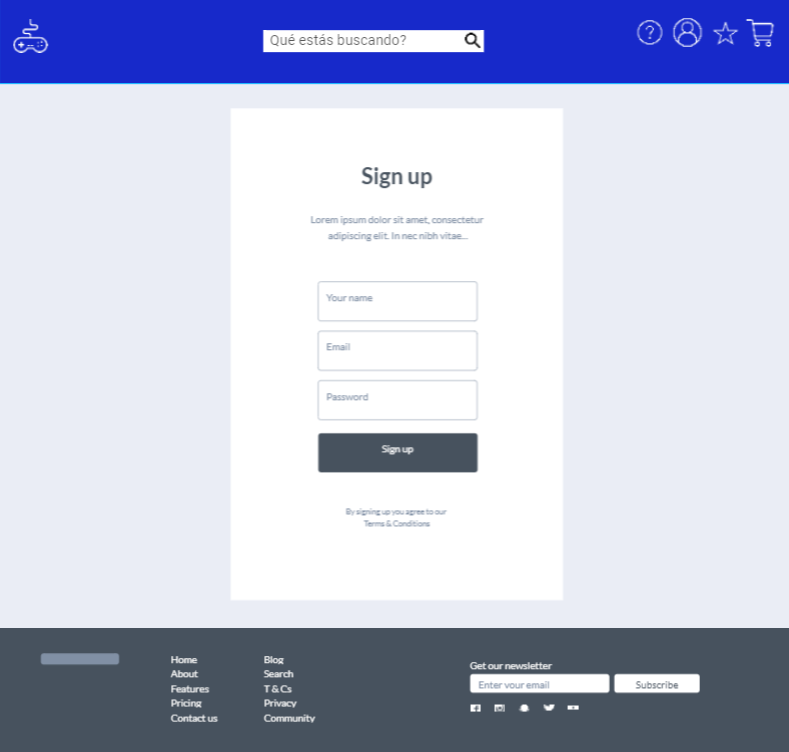 Qué estás buscando?
Sign up
Lorem ipsum dolor sit amet, consectetur
adipiscing elit. In nec nibh vitae...
Your name
Email
Password
Sign up
By signing up you agree to our
Terms & Conditions
Home
About
Features
Pricing
Contact us
Blog
Search
T & Cs
Privacy
Community
Get our newsletter
Enter your email
Subscribe